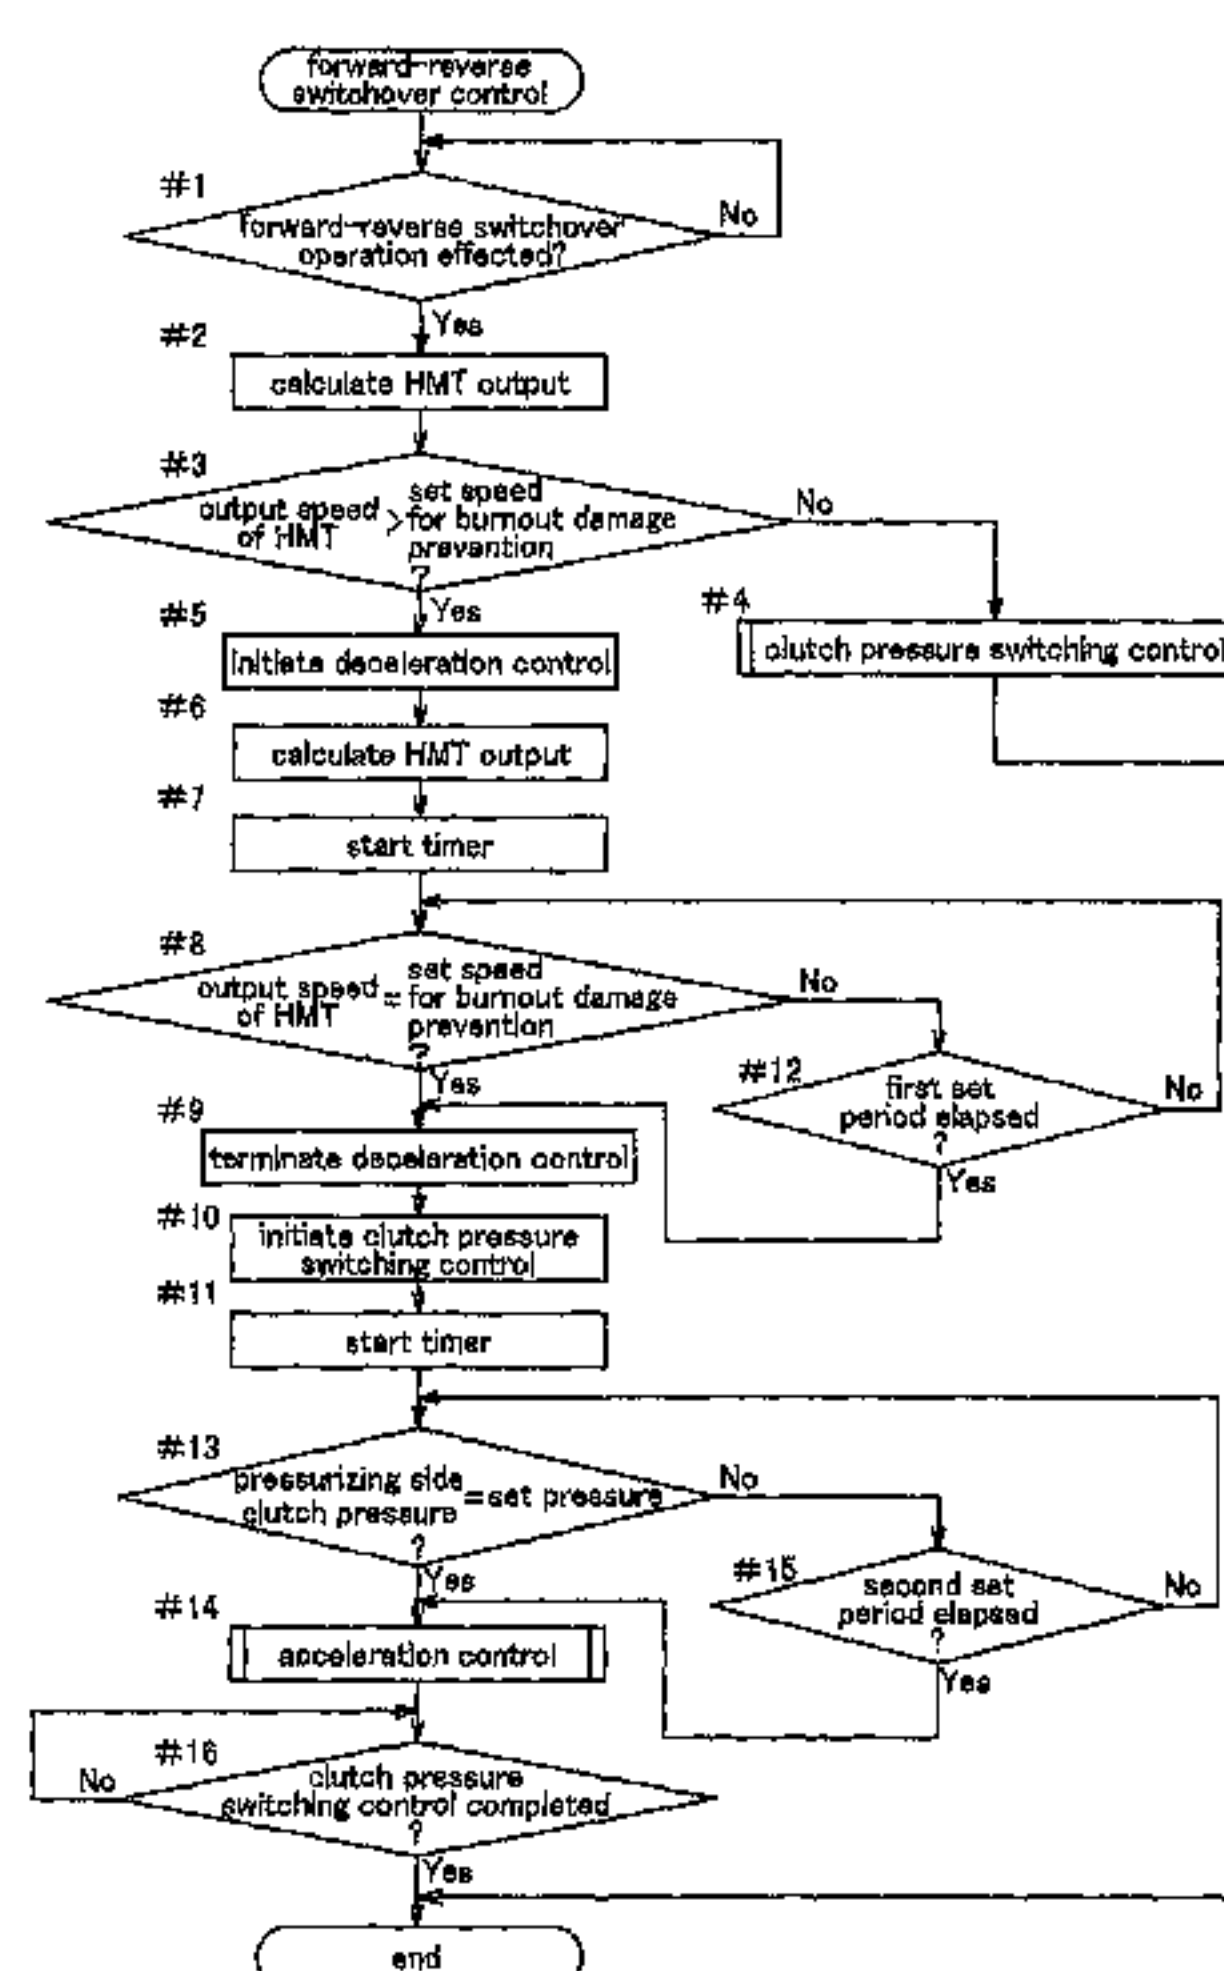 forward-reverse
switchover control
#1
forward-reverse switchover
operation effected?
No
Yes
#2
calculate HMT output
#3
output speed
of HMT
>
set speed
for burnout damage
prevention
?
No
Yes
#4
clutch pressure switching control
#5
initiate deceleration control
#6
calculate HMT output
#7
start timer
#8
output speed
of HMT
=
set speed
for burnout damage
prevention
?
No
Yes
#12
first set
period elapsed
?
No
Yes
#9
terminate deceleration control
#10
initiate clutch pressure
switching control
#11
start timer
#13
pressurizing side
clutch pressure
=set pressure
?
No
Yes
#15
second set
period elapsed
?
No
Yes
#14
acceleration control
#16
clutch pressure
switching control completed
?
No
Yes
end